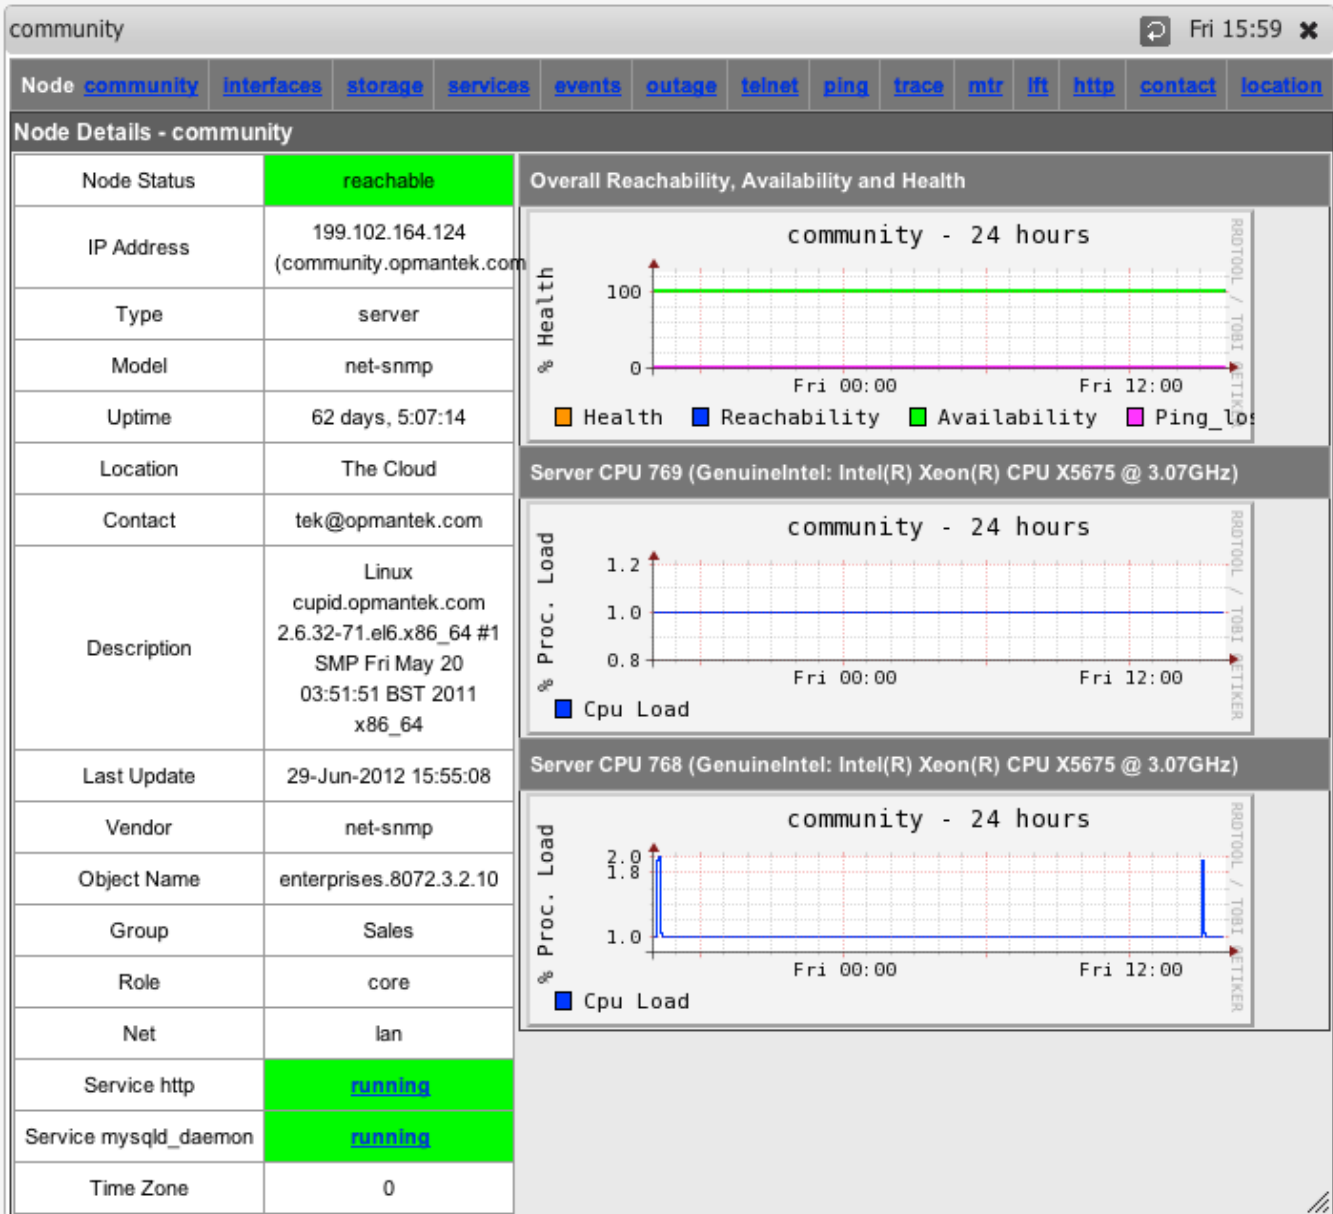 community
Fri 15:59
Node community interfaces storage services events outage telnet ping trace mtr lft http contact location
Node Details - community
Node Status reachable
IP Address 199.102.164.124
(community.opmantek.com
Type server
Model net-snmp
Uptime 62 days, 5:07:14
Location The Cloud
Contact tek@opmantek.com
Description Linux
cupid.opmantek.com
2.6.32-71.el6.x86_64 #1
SMP Fri May 20
03:51:51 BST 2011
x86_64
Last Update 29-Jun-2012 15:55:08
Vendor net-snmp
Object Name enterprises.8072.3.2.10
Group Sales
Role core
Net lan
Service http running
Service mysqld_daemon running
Time Zone 0
Overall Reachability, Availability and Health
community - 24 hours
% Health
100
0
Fri 00:00 Fri 12:00
Health Reachability Availability Ping_los
RRDTOOL / TOBI OETIKER
Server CPU 769 (GenuineIntel: Intel(R) Xeon(R) CPU X5675 @ 3.07GHz)
community - 24 hours
% Proc. Load
1.2
1.0
0.8
Fri 00:00 Fri 12:00
Cpu Load
RRDTOOL / TOBI OETIKER
Server CPU 768 (GenuineIntel: Intel(R) Xeon(R) CPU X5675 @ 3.07GHz)
community - 24 hours
% Proc. Load
2.0
1.8
1.0
Fri 00:00 Fri 12:00
Cpu Load
RRDTOOL / TOBI OETIKER